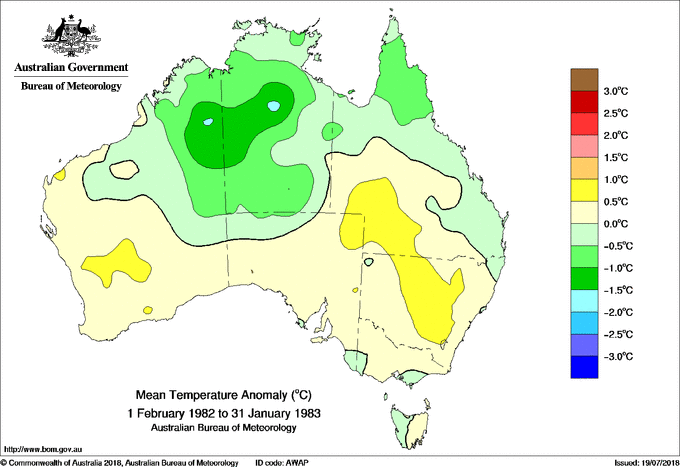 Australian Government
Bureau of Meteorology
3.0°C
2.5°C
2.0°C
1.5°C
1.0°C
0.5°C
0.0°C
-0.5°C
-1.0°C
-1.5°C
-2.0°C
-2.5°C
-3.0°C
Mean Temperature Anomaly (°C)
1 February 1982 to 31 January 1983
Australian Bureau of Meteorology
http://www.bom.gov.au
© Commonwealth of Australia 2018, Australian Bureau of Meteorology ID code: AWAP Issued: 19/07/2018